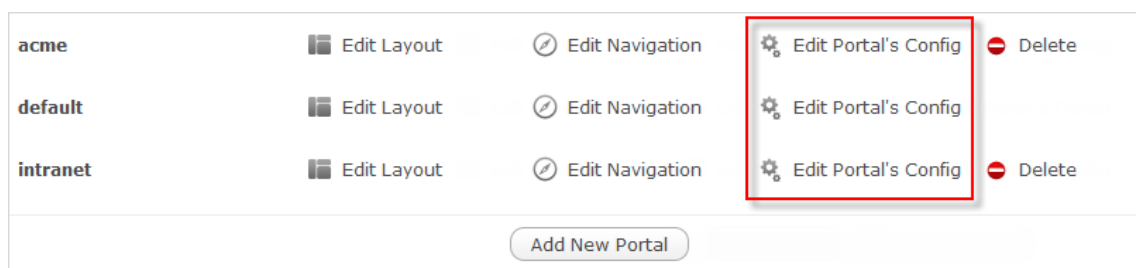 acme Edit Layout Edit Navigation Edit Portal's Config Delete
default Edit Layout Edit Navigation Edit Portal's Config
intranet Edit Layout Edit Navigation Edit Portal's Config Delete
Add New Portal